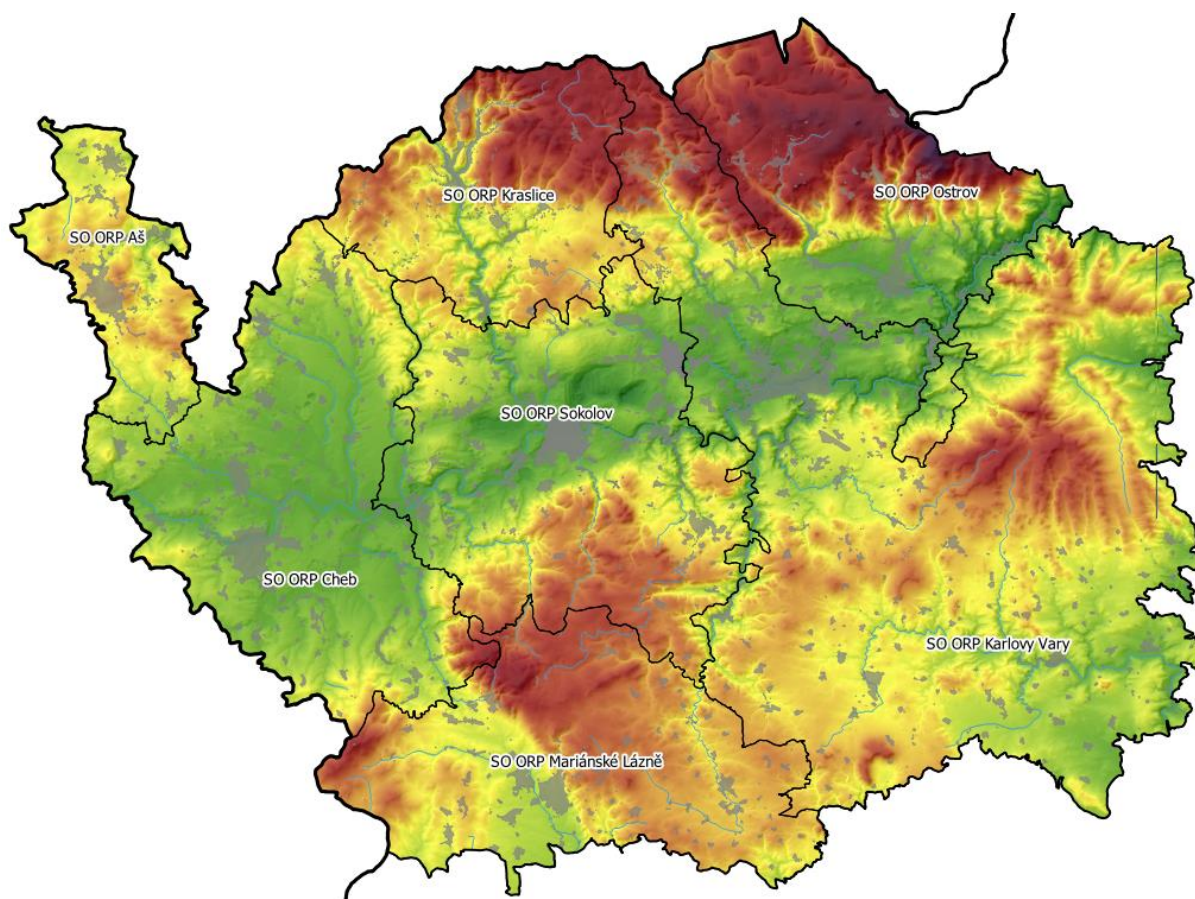 SO ORP Kraslice
SO ORP Ostrov
SO ORP Aš
SO ORP Sokolov
SO ORP Cheb
SO ORP Karlovy Vary
SO ORP Mariánské Lázně